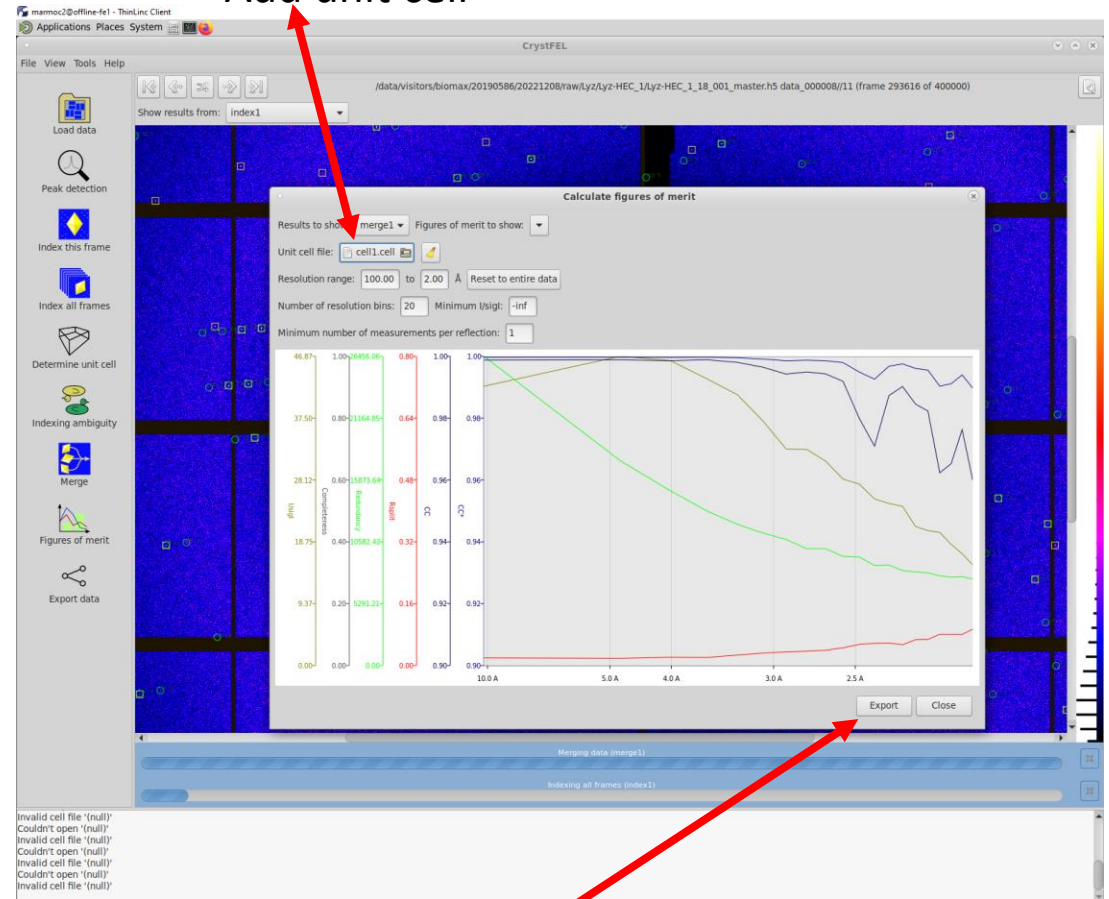 Add unit cell
marmoc2@offline-fe1 - ThinLinc Client
Applications Places System
CrystFEL
File View Tools Help
/data/visitors/biomax/20190586/20221208/raw/Lyz/Lyz-HEC_1/Lyz-HEC_1_18_001_master.h5 data_000008//11 (frame 293616 of 400000)
Show results from: index1
Load data
Peak detection
Index this frame
Index all frames
Determine unit cell
Indexing ambiguity
Merge
Figures of merit
Export data
Calculate figures of merit
Results to show: merge1 Figures of merit to show:
Unit cell file: cell1.cell
Resolution range: 100.00 to 2.00 Å Reset to entire data
Number of resolution bins: 20 Minimum I/sigI: -inf
Minimum number of measurements per reflection: 1
46.87 1.00 26456.06 0.80 1.00 1.00
37.50 0.80 21164.85 0.64 0.98 0.98
28.12 0.60 15873.64 0.48 0.96 0.96
I/sigI Completeness Redundancy Rsplit CC CC*
18.75 0.40 10582.43 0.32 0.94 0.94
9.37 0.20 5291.21 0.16 0.92 0.92
0.00 0.00 0.00 0.00 0.90 0.90
10.0 A 5.0 A 4.0 A 3.0 A 2.5 A
Export Close
Merging data (merge1)
Indexing all frames (index1)
Invalid cell file '(null)'
Couldn't open '(null)'
Invalid cell file '(null)'
Couldn't open '(null)'
Invalid cell file '(null)'
Couldn't open '(null)'
Invalid cell file '(null)'